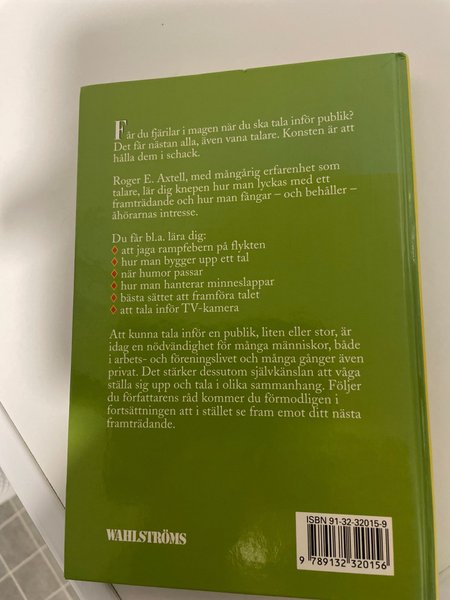 Får du fjärilar i magen när du ska tala inför publik?
Det får nästan alla, även vana talare. Konsten är att
hålla dem i schack.
Roger E. Axtell, med mångårig erfarenhet som
talare, lär dig knepen hur man lyckas med ett
framträdande och hur man fångar – och behåller –
åhörarnas intresse.
Du får bl.a. lära dig:
att jaga rampfebern på flykten
hur man bygger upp ett tal
när humor passar
hur man hanterar minneslappar
bästa sättet att framföra talet
att tala inför TV-kamera
Att kunna tala inför en publik, liten eller stor, är
idag en nödvändighet för många människor, både
i arbets- och föreningslivet och många gånger även
privat. Det stärker dessutom självkänslan att våga
ställa sig upp och tala i olika sammanhang. Följer
du författarens råd kommer du förmodligen i
fortsättningen att i stället se fram emot ditt nästa
framträdande.
WAHLSTRÖMS
ISBN 91-32-32015-9
9 789132 320156